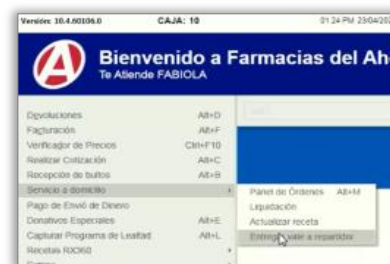 Versión: 10.4.60106.0 CAJA: 10 01:24 PM 23/04/202
A
Bienvenido a Farmacias del Ah
Te Atiende FABIOLA
Devoluciones Alt+D
Facturación Alt+F
Verificador de Precios Ctrl+F10
Realizar Cotización Alt+C
Recepción de bultos Alt+B
Servicio a domicilio
Pago de Envió de Dinero
Donativos Especiales Alt+E
Capturar Programa de Lealtad Alt+L
Recetas RX360
Panel de Órdenes Alt+M
Liquidación
Actualizar receta
Entregar vale a repartidor